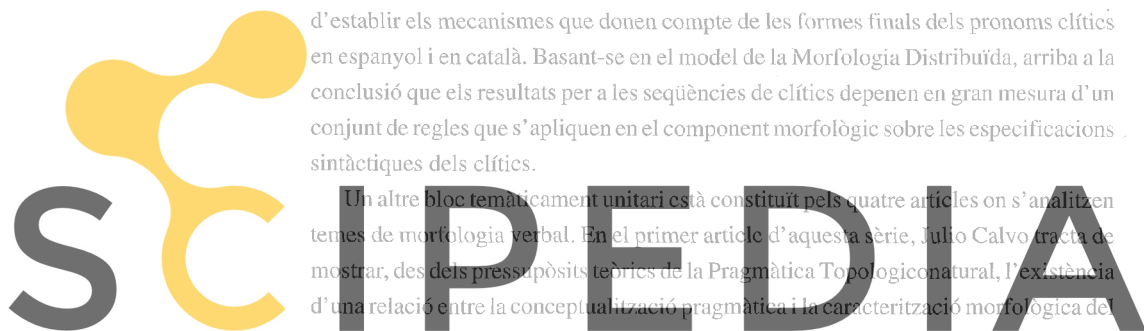 d'establir els mecanismes que donen compte de les formes finals dels pronoms clítics
en espanyol i en català. Basant-se en el model de la Morfologia Distribuïda, arriba a la
conclusió que els resultats per a les seqüències de clítics depenen en gran mesura d'un
conjunt de regles que s'apliquen en el component morfològic sobre les especificacions
sintàctiques dels clítics.
Un altre bloc temàticament unitari està constituït pels quatre articles on s'analitzen
temes de morfologia verbal. En el primer article d'aquesta sèrie, Julio Calvo tracta de
mostrar, des dels pressupòsits teòrics de la Pragmàtica Topologiconatural, l'existència
d'una relació entre la conceptualització pragmàtica i la caracterització morfològica del
SCIPEDIA